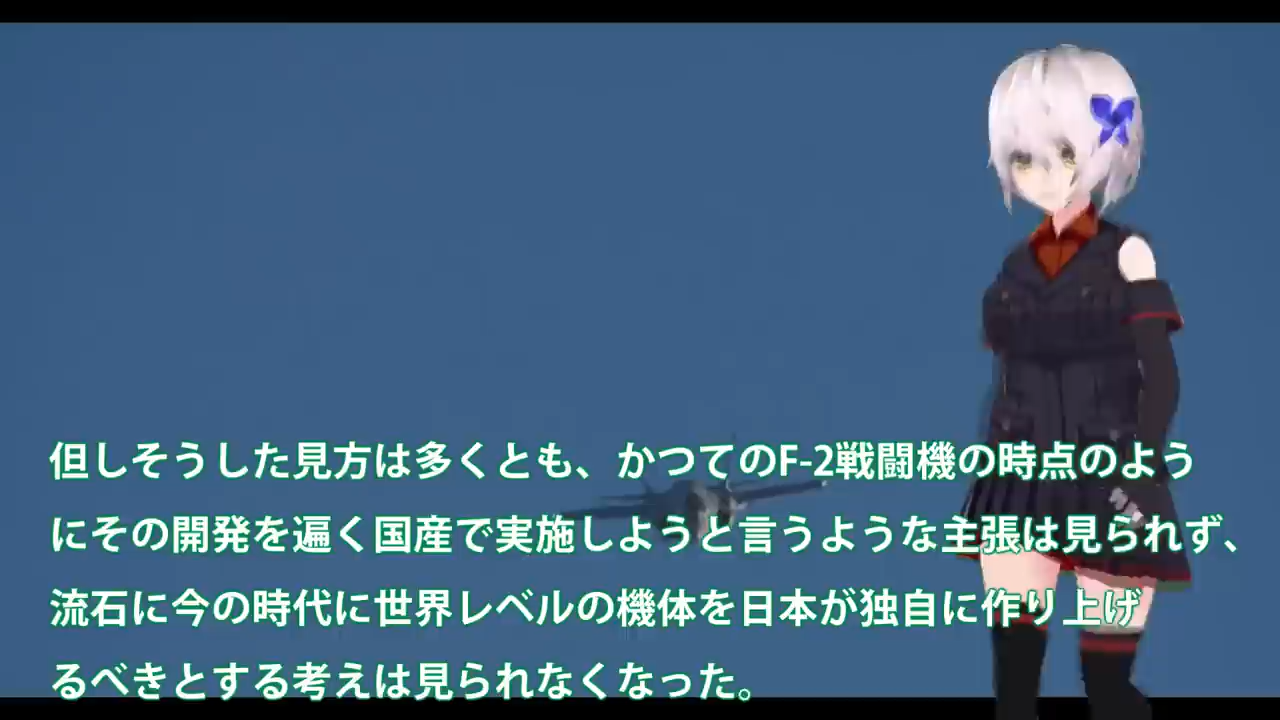 但しそうした見方は多くとも、かつてのF-2戦闘機の時点のよう
にその開発を遍く国産で実施しようと言うような主張は見られず、
流石に今の時代に世界レベルの機体を日本が独自に作り上げ
るべきとする考えは見られなくなった。